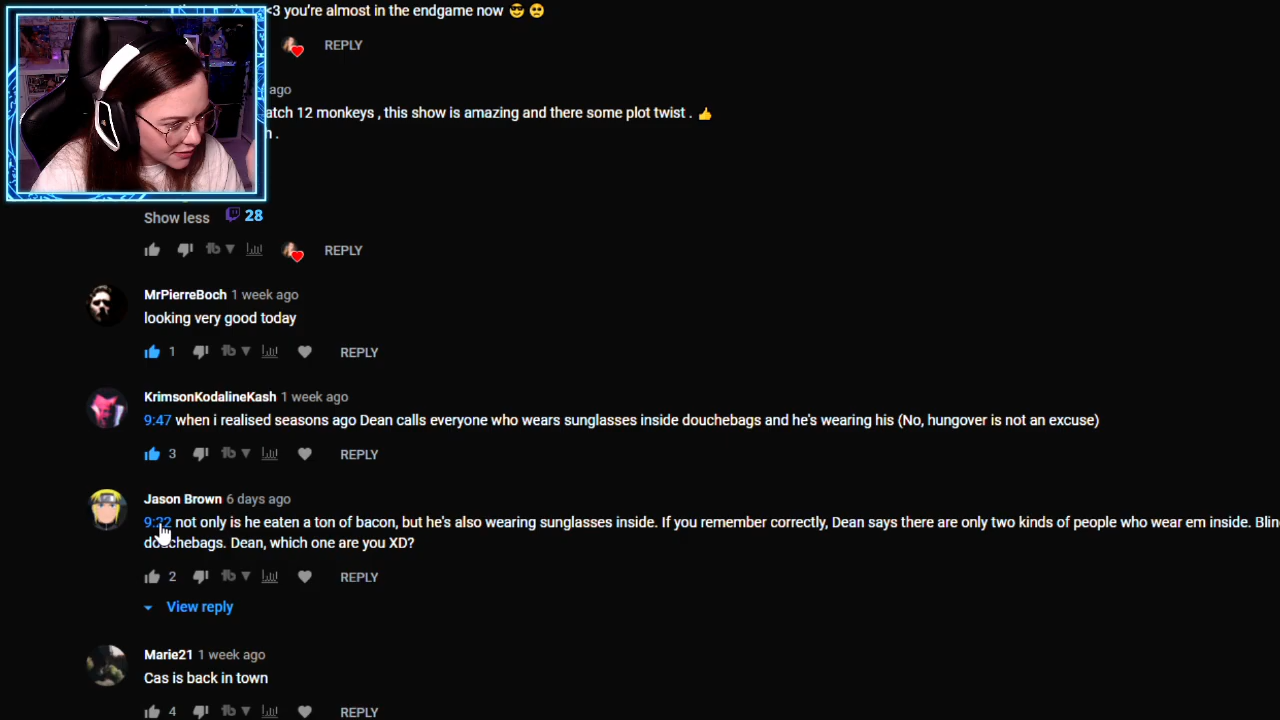 <3 you're almost in the endgame now 😎 🥺
REPLY
ago
atch 12 monkeys , this show is amazing and there some plot twist . 👍
Show less 28
REPLY
MrPierreBoch 1 week ago
looking very good today
1 REPLY
KrimsonKodalineKash 1 week ago
9:47 when i realised seasons ago Dean calls everyone who wears sunglasses inside douchebags and he's wearing his (No, hungover is not an excuse)
3 REPLY
Jason Brown 6 days ago
9:22 not only is he eaten a ton of bacon, but he's also wearing sunglasses inside. If you remember correctly, Dean says there are only two kinds of people who wear em inside. Blin
douchebags. Dean, which one are you XD?
2 REPLY
View reply
Marie21 1 week ago
Cas is back in town
4 REPLY